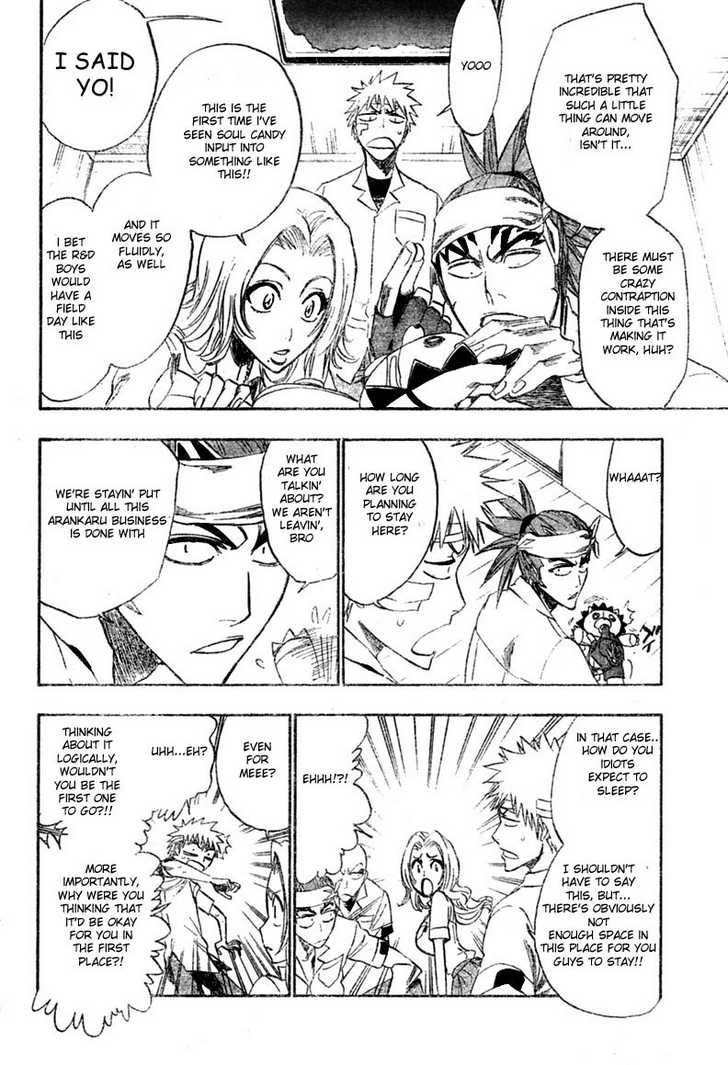 THAT'S PRETTY
INCREDIBLE THAT
SUCH A LITTLE
THING CAN MOVE
AROUND,
ISN'T IT...
YOOO
THERE MUST
BE SOME
CRAZY
CONTRAPTION
INSIDE THIS
THING THAT'S
MAKING IT
WORK, HUH?
THIS IS THE
FIRST TIME I'VE
SEEN SOUL CANDY
INPUT INTO
SOMETHING LIKE
THIS!!
I SAID
YO!
AND IT
MOVES SO
FLUIDLY,
AS WELL
I BET
THE R&D
BOYS
WOULD
HAVE A
FIELD
DAY LIKE
THIS
WHAAAT?
HOW LONG
ARE YOU
PLANNING
TO STAY
HERE?
WHAT
ARE YOU
TALKIN'
ABOUT?
WE AREN'T
LEAVIN',
BRO
WE'RE STAYIN' PUT
UNTIL ALL THIS
ARANKARU BUSINESS
IS DONE WITH
IN THAT CASE..
HOW DO YOU
IDIOTS
EXPECT
TO SLEEP?
I SHOULDN'T
HAVE TO SAY
THIS, BUT...
THERE'S OBVIOUSLY
NOT
ENOUGH SPACE IN
THIS PLACE FOR YOU
GUYS TO STAY!!
EHHH!?!
EVEN
FOR
MEEE?
UHH...EH?
THINKING
ABOUT IT
LOGICALLY,
WOULDN'T
YOU BE THE
FIRST ONE
TO GO?!!
MORE
IMPORTANTLY,
WHY WERE YOU
THINKING THAT
IT'D BE OKAY
FOR YOU IN
THE FIRST
PLACE?!